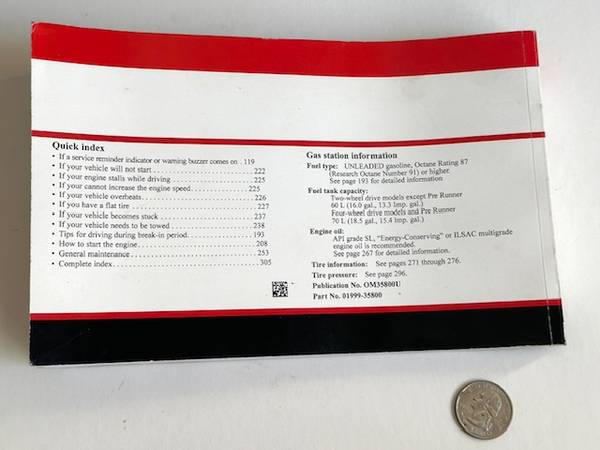 Quick index
• If a service reminder indicator or warning buzzer comes on . 119
• If your vehicle will not start . . . . . . . . . . . . . . . . . . . . 222
• If your engine stalls while driving . . . . . . . . . . . . . . . . 225
• If your cannot increase the engine speed . . . . . . . . . . . . 225
• If your vehicle overheats . . . . . . . . . . . . . . . . . . . . . . 226
• If you have a flat tire . . . . . . . . . . . . . . . . . . . . . . . . 227
• If your vehicle becomes stuck . . . . . . . . . . . . . . . . . . . 237
• If your vehicle needs to be towed . . . . . . . . . . . . . . . . 238
• Tips for driving during break-in period . . . . . . . . . . . . . 193
• How to start the engine . . . . . . . . . . . . . . . . . . . . . . . 208
• General maintenance . . . . . . . . . . . . . . . . . . . . . . . . 253
• Complete index . . . . . . . . . . . . . . . . . . . . . . . . . . . . 305
Gas station information
Fuel type: UNLEADED gasoline, Octane Rating 87
(Research Octane Number 91) or higher.
See page 193 for detailed information
Fuel tank capacity:
Two-wheel drive models except Pre Runner
60 L (16.0 gal., 13.3 Imp. gal.)
Four-wheel drive models and Pre Runner
70 L (18.5 gal., 15.4 Imp. gal.)
Engine oil:
API grade SL, "Energy-Conserving" or ILSAC multigrade
engine oil is recommended.
See page 267 for detailed information.
Tire information: See pages 271 through 276.
Tire pressure: See page 296.
Publication No. OM35800U
Part No. 01999-35800